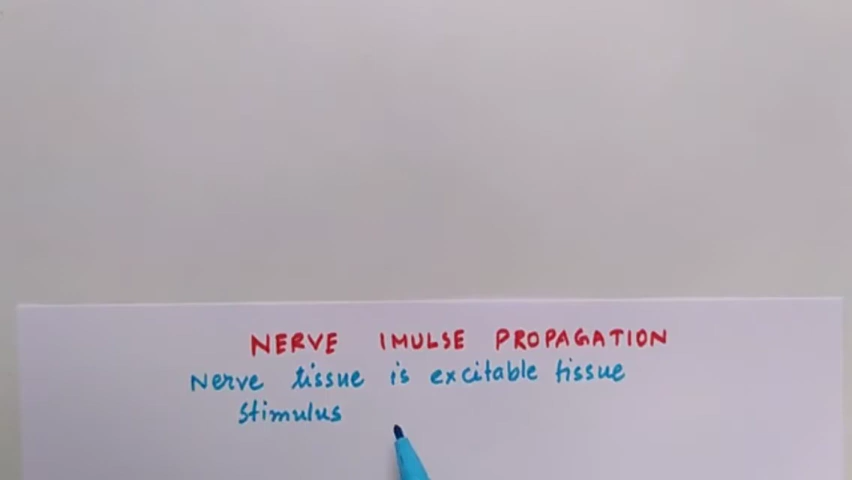 NERVE IMULSE PROPAGATION
Nerve tissue is excitable tissue
Stimulus